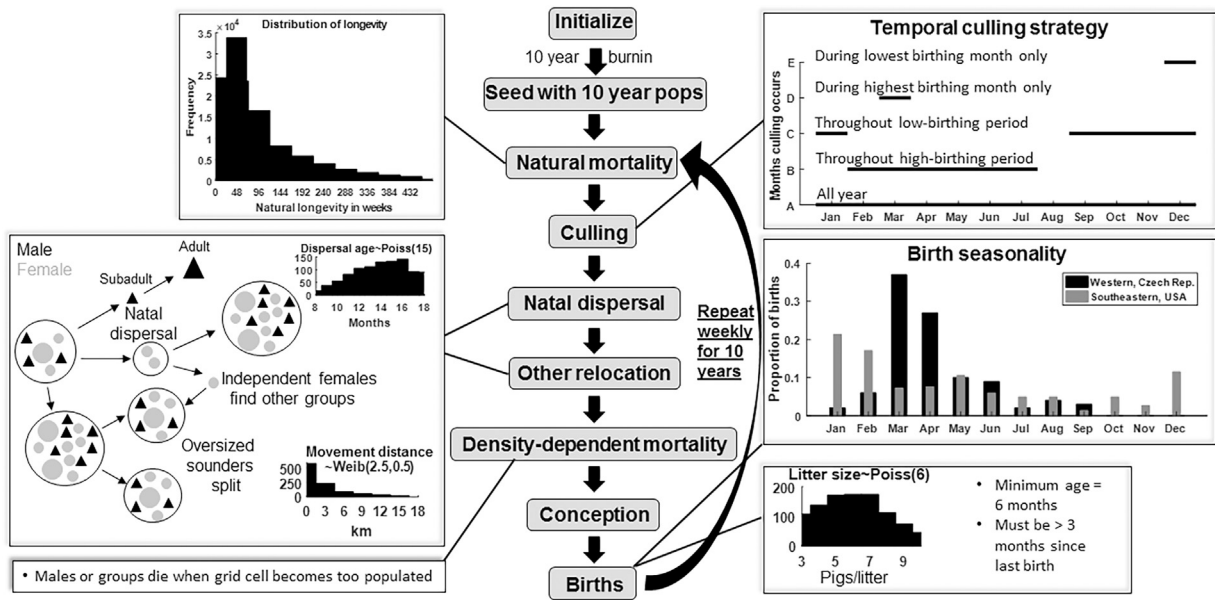 Distribution of longevity
× 10⁴
3.5
3
2.5
2
1.5
1
0.5
0
Frequency
0 48 96 144 192 240 288 336 384 432
Natural longevity in weeks
Initialize
10 year burnin
Seed with 10 year pops
Natural mortality
Culling
Natal dispersal
Other relocation
Density-dependent mortality
Conception
Births
Repeat
weekly
for 10
years
Temporal culling strategy
Months culling occurs
E During lowest birthing month only
D During highest birthing month only
C Throughout low-birthing period
B Throughout high-birthing period
A All year
Jan Feb Mar Apr May Jun Jul Aug Sep Oct Nov Dec
Male
Female
Adult
Subadult
Natal
dispersal
Dispersal age~Poiss(15)
150
100
50
0
8 10 12 14 16 18
Months
Independent females
find other groups
Oversized
sounders
split
Movement distance
~Weib(2.5,0.5)
500
250
0
0 3 6 9 12 15 18
km
• Males or groups die when grid cell becomes too populated
Birth seasonality
Western, Czech Rep.
Southeastern, USA
Proportion of births
0.4
0.3
0.2
0.1
0
Jan Feb Mar Apr May Jun Jul Aug Sep Oct Nov Dec
Litter size~Poiss(6)
200
100
0
3 5 7 9
Pigs/litter
• Minimum age =
6 months
• Must be > 3
months since
last birth